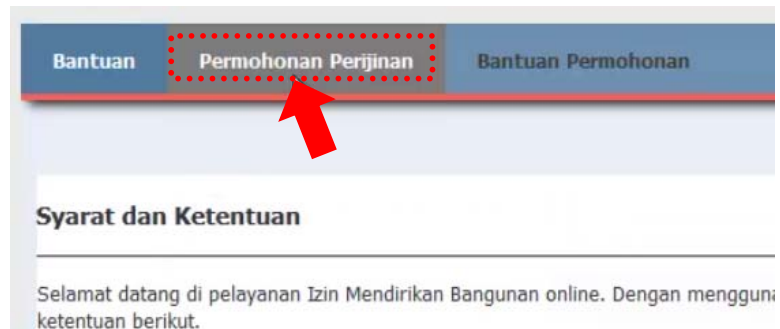 Bantuan Permohonan Perijinan Bantuan Permohonan
Syarat dan Ketentuan
Selamat datang di pelayanan Izin Mendirikan Bangunan online. Dengan
ketentuan berikut.